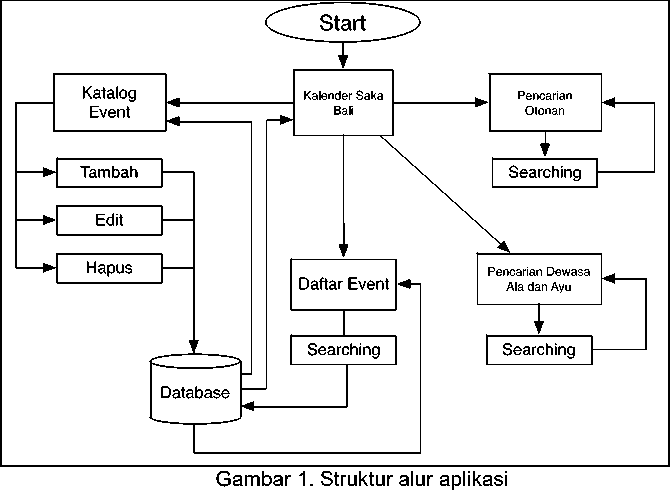 Start
Katalog
Event
Kalender Saka
Bali
Pencarian
Otonan
Tambah
Searching
Edit
Hapus
Daftar Event
Pencarian Dewasa
Ala dan Ayu
Searching
Searching
Database
Gambar 1. Struktur alur aplikasi